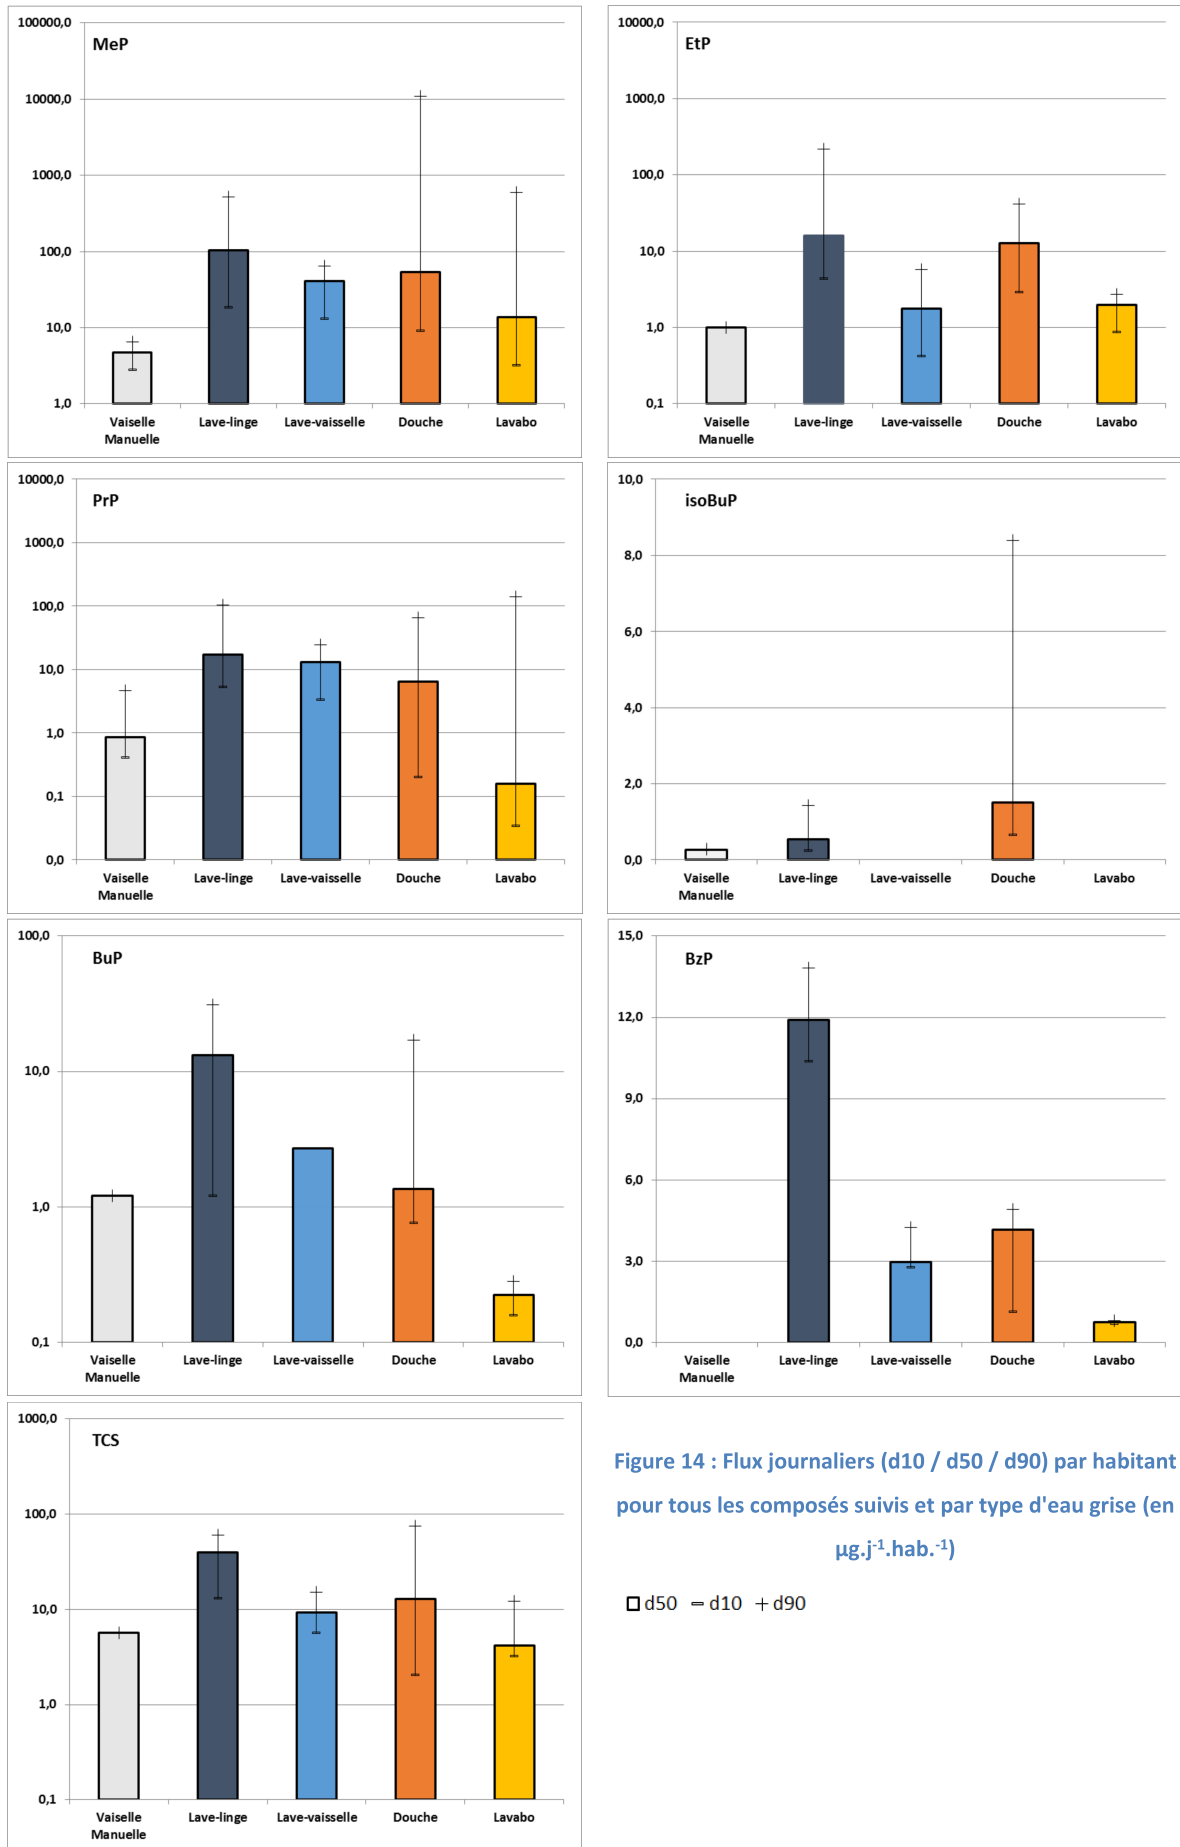 MeP
100000,0
10000,0
1000,0
100,0
10,0
1,0
Vaiselle Manuelle
Lave-linge
Lave-vaisselle
Douche
Lavabo
EtP
10000,0
1000,0
100,0
10,0
1,0
0,1
Vaiselle Manuelle
Lave-linge
Lave-vaisselle
Douche
Lavabo
PrP
10000,0
1000,0
100,0
10,0
1,0
0,1
0,0
Vaiselle Manuelle
Lave-linge
Lave-vaisselle
Douche
Lavabo
isoBuP
10,0
8,0
6,0
4,0
2,0
0,0
Vaiselle Manuelle
Lave-linge
Lave-vaisselle
Douche
Lavabo
BuP
100,0
10,0
1,0
0,1
Vaiselle Manuelle
Lave-linge
Lave-vaisselle
Douche
Lavabo
BzP
15,0
12,0
9,0
6,0
3,0
0,0
Vaiselle Manuelle
Lave-linge
Lave-vaisselle
Douche
Lavabo
TCS
1000,0
100,0
10,0
1,0
0,1
Vaiselle Manuelle
Lave-linge
Lave-vaisselle
Douche
Lavabo
Figure 14 : Flux journaliers (d10 / d50 / d90) par habitant
pour tous les composés suivis et par type d'eau grise (en
µg.j⁻¹.hab.⁻¹)
d50 d10 d90